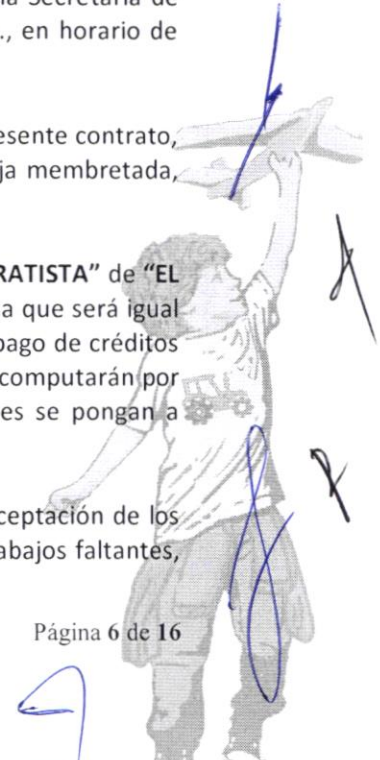 la Secretaría de
., en horario de
esente contrato,
ja membretada,
RATISTA" de "EL
a que será igual
pago de créditos
computarán por
es se pongan a
ceptación de los
abajos faltantes,
Página 6 de 16